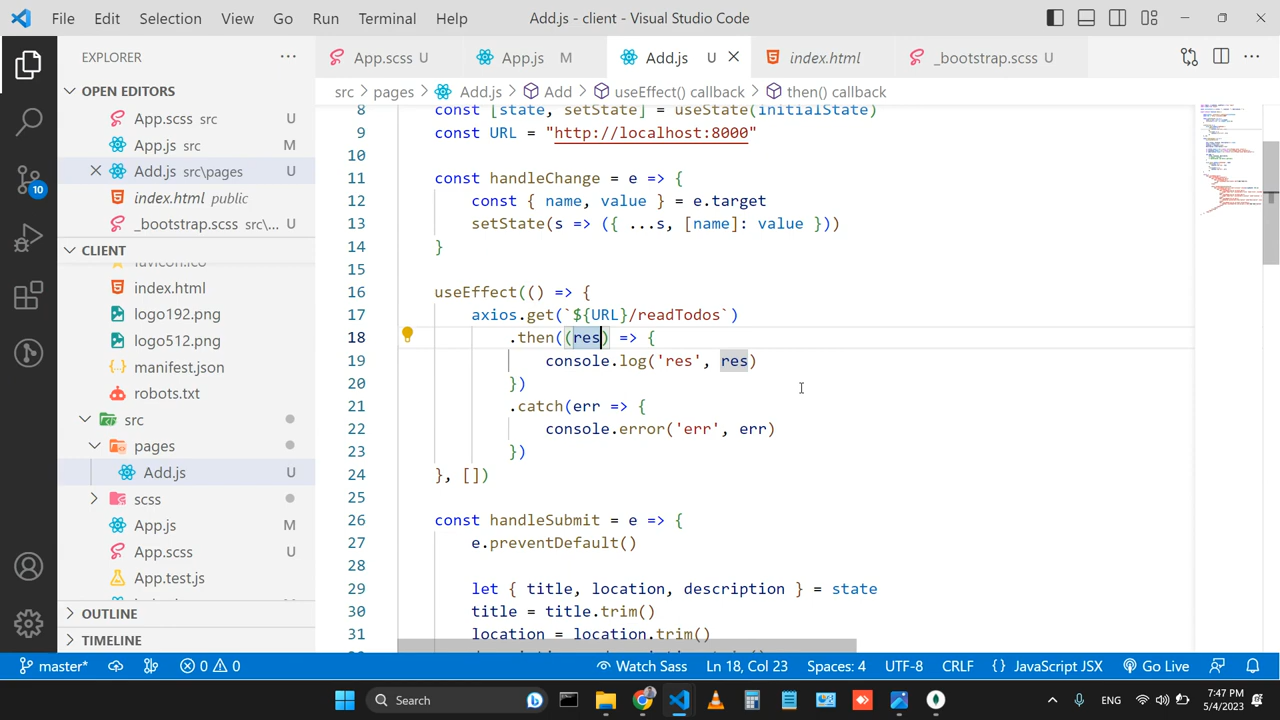 File Edit Selection View Go Run Terminal Help Add.js - client - Visual Studio Code
EXPLORER
OPEN EDITORS
App.scss src U
App.js src M
Add.js src\pages U
index.html public
_bootstrap.scss src\... U
CLIENT
favicon.ico
index.html
logo192.png
logo512.png
manifest.json
robots.txt
src
pages
Add.js U
scss
App.js M
App.scss U
App.test.js U
OUTLINE
TIMELINE
10
App.scss U App.js M Add.js U index.html _bootstrap.scss U
src > pages > Add.js > Add > useEffect() callback > then() callback
8 const [state, setState] = useState(initialState)
9 const URL = "http://localhost:8000"
10
11 const handleChange = e => {
12 const { name, value } = e.target
13 setState(s => ({ ...s, [name]: value }))
14 }
15
16 useEffect(() => {
17 axios.get(`${URL}/readTodos`)
18 .then((res) => {
19 console.log('res', res)
20 })
21 .catch(err => {
22 console.error('err', err)
23 })
24 }, [])
25
26 const handleSubmit = e => {
27 e.preventDefault()
28
29 let { title, location, description } = state
30 title = title.trim()
31 location = location.trim()
master* 0 0 Watch Sass Ln 18, Col 23 Spaces: 4 UTF-8 CRLF {} JavaScript JSX Go Live
Search ENG 7:47 PM
5/4/2023